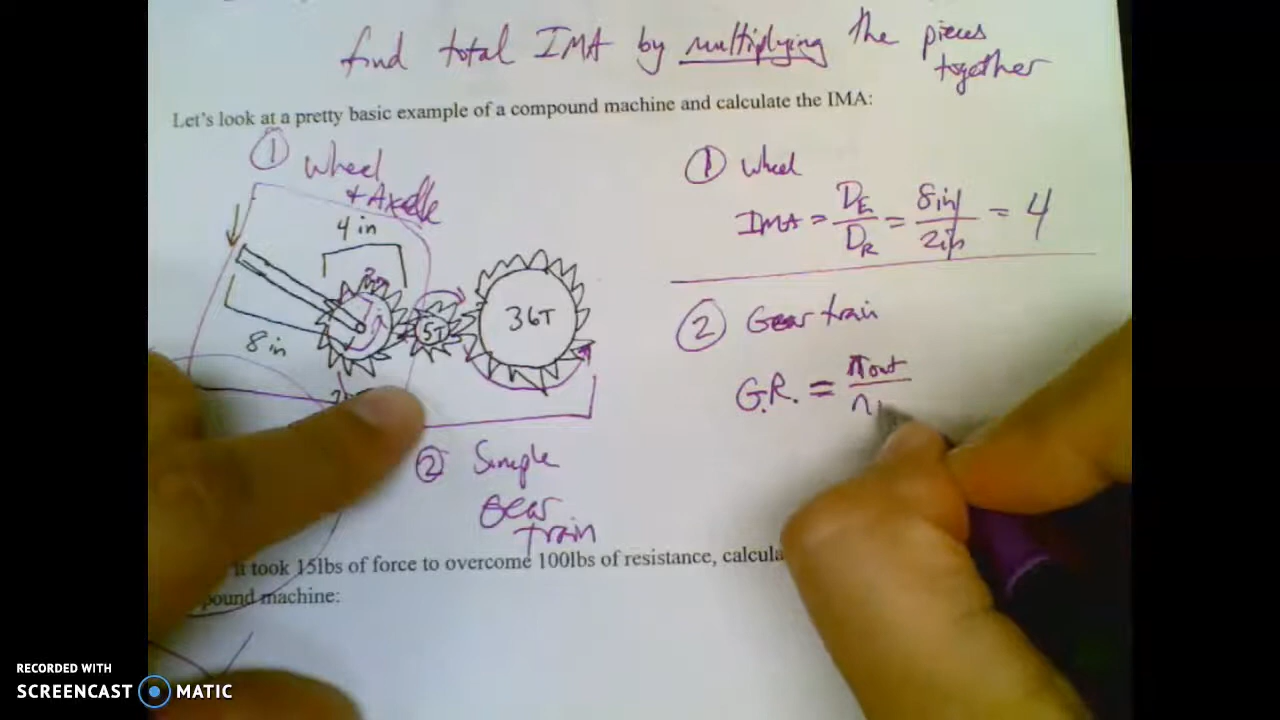 find total IMA by multiplying the pieces
together
Let's look at a pretty basic example of a compound machine and calculate the IMA:
① Wheel
+ Axelle
4 in
8 in
5T
36T
② Simple
Gear
train
① Wheel
IMA = DE/DR = 8in/2in = 4
② Gear train
G.R. = nout/n
it took 15lbs of force to overcome 100lbs of resistance, calcula
pound machine:
RECORDED WITH
SCREENCAST MATIC